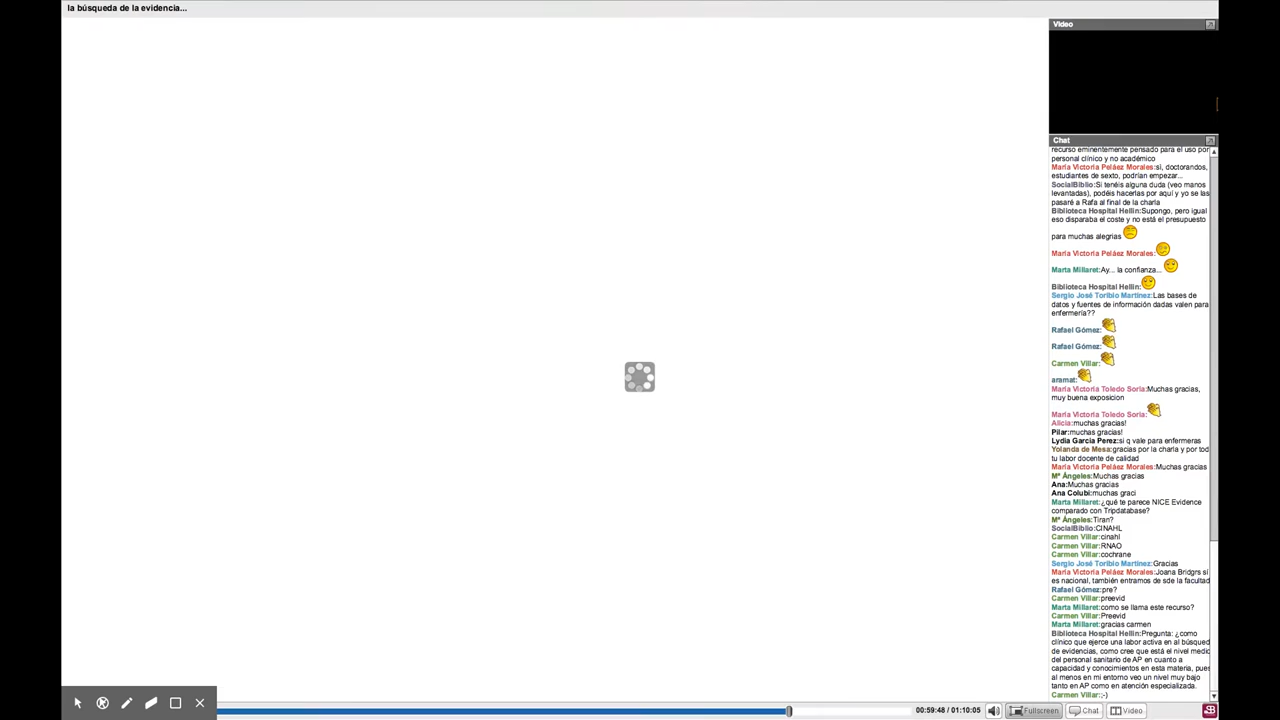 la búsqueda de la evidencia...
Video
Chat
recurso eminentemente pensado para el uso por
personal clínico y no académico
María Victoria Peláez Morales:sì, doctorandos,
estudiantes de sexto, podrían empezar...
SocialBiblio:Si tenéis alguna duda (veo manos
levantadas), podéis hacerlas por aquí y yo se las
pasaré a Rafa al final de la charla
Biblioteca Hospital Hellin:Supongo, pero igual
eso disparaba el coste y no está el presupuesto
para muchas alegrias
María Victoria Peláez Morales:
Marta Millaret:Ay... la confianza...
Biblioteca Hospital Hellin:
Sergio José Toribio Martínez:Las bases de
datos y fuentes de información dadas valen para
enfermería??
Rafael Gómez:
Rafael Gómez:
Carmen Villar:
aramat:
María Victoria Toledo Soria:Muchas gracias,
muy buena exposicion
María Victoria Toledo Soria:
Alicia:muchas gracias!
Pilar:muchas gracias!
Lydia García Perez:si q vale para enfermeras
Yolanda de Mesa:gracias por la charla y por tod
tu labor docente de calidad
María Victoria Peláez Morales:Muchas gracias
Mª Ángeles:Muchas gracias
Ana:Muchas gracias
Ana Colubi:muchas graci
Marta Millaret:¿qué te parece NICE Evidence
comparado con Tripdatabase?
Mª Ángeles:Tiran?
SocialBiblio:CINAHL
Carmen Villar:cinahl
Carmen Villar:RNAO
Carmen Villar:cochrane
Sergio José Toribio Martínez:Gracias
María Victoria Peláez Morales:Joana Bridgrs si
es nacional, también entramos de sde la facultad
Rafael Gómez:pre?
Carmen Villar:preevid
Marta Millaret:como se llama este recurso?
Carmen Villar:Preevid
Marta Millaret:gracias carmen
Biblioteca Hospital Hellin:Pregunta: ¿como
clínico que ejerce una labor activa en al búsqued
de evidencias, como cree que está el nivel medic
del personal sanitario de AP en cuanto a
capacidad y conocimientos en esta materia, pues
al menos en mi entorno veo un nivel muy bajo
tanto en AP como en atención especializada.
Carmen Villar:;-)
00:59:48 / 01:10:05
Fullscreen
Chat
Video